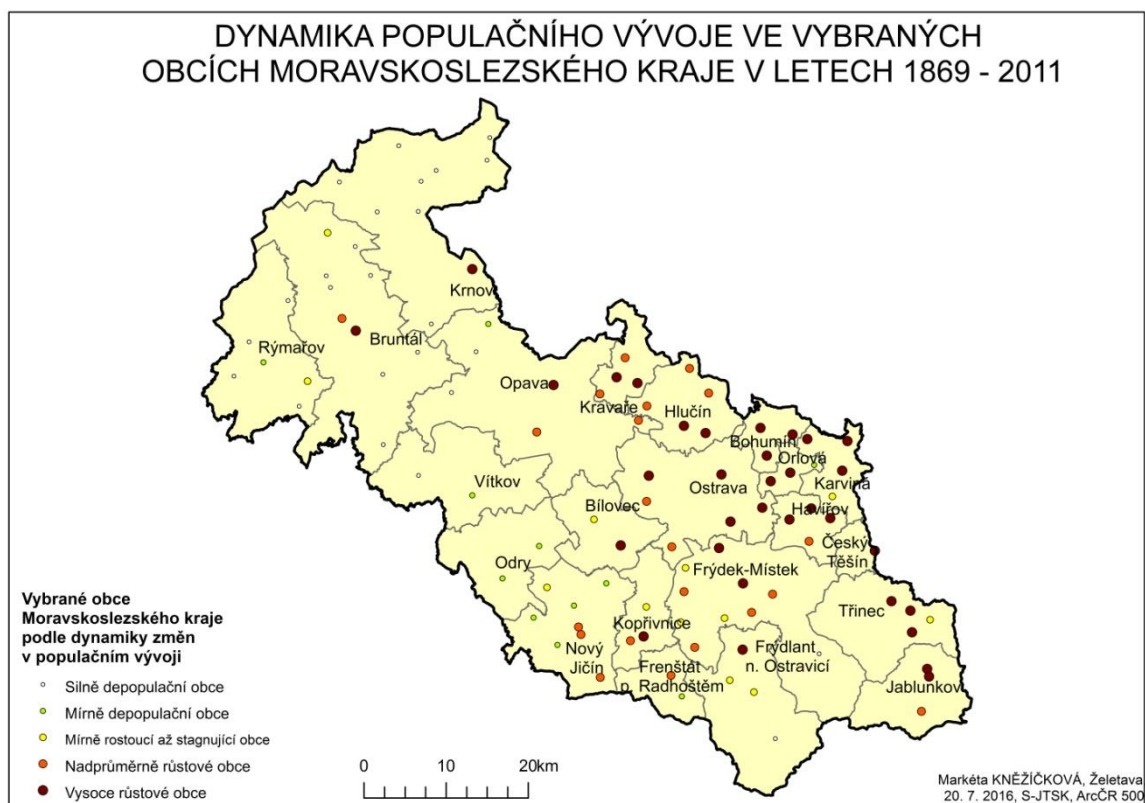 DYNAMIKA POPULAČNÍHO VÝVOJE VE VYBRANÝCH
OBCÍCH MORAVSKOSLEZSKÉHO KRAJE V LETECH 1869 - 2011
Krnov
Bruntál
Rýmařov
Opava
Kravaře
Hlučín
Bohumín
Orlová
Karviná
Ostrava
Vítkov
Bílovec
Havířov
Český
Těšín
Odry
Frýdek-Místek
Třinec
Kopřivnice
Nový
Jičín
Frenštát
p. Radhoštěm
Frýdlant
n. Ostravicí
Jablunkov
Vybrané obce
Moravskoslezského kraje
podle dynamiky změn
v populačním vývoji
Silně depopulační obce
Mírně depopulační obce
Mírně rostoucí až stagnující obce
Nadprůměrně růstové obce
Vysoce růstové obce
0 10 20km
Markéta KNĚŽÍČKOVÁ, Želetava
20. 7. 2016, S-JTSK, ArcČR 500